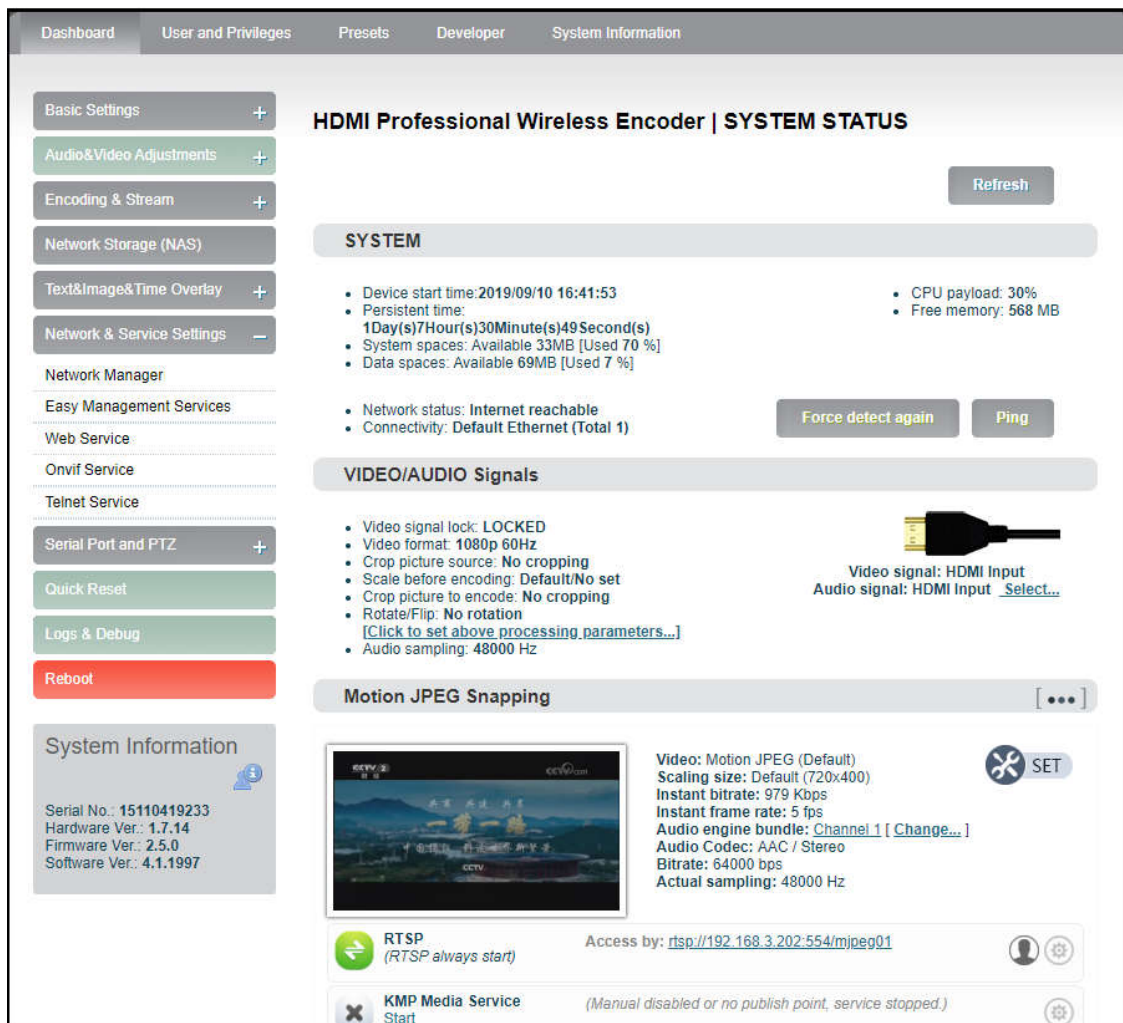 Dashboard User and Privileges Presets Developer System Information
Basic Settings
Audio&Video Adjustments
Encoding & Stream
Network Storage (NAS)
Text&Image&Time Overlay
Network & Service Settings
Network Manager
Easy Management Services
Web Service
Onvif Service
Telnet Service
Serial Port and PTZ
Quick Reset
Logs & Debug
Reboot
System Information
Serial No.: 15110419233
Hardware Ver.: 1.7.14
Firmware Ver.: 2.5.0
Software Ver.: 4.1.1997
HDMI Professional Wireless Encoder | SYSTEM STATUS
Refresh
SYSTEM
Device start time:2019/09/10 16:41:53
Persistent time:
1Day(s)7Hour(s)30Minute(s)49Second(s)
System spaces: Available 33MB [Used 70 %]
Data spaces: Available 69MB [Used 7 %]
CPU payload: 30%
Free memory: 568 MB
Network status: Internet reachable
Connectivity: Default Ethernet (Total 1)
Force detect again Ping
VIDEO/AUDIO Signals
Video signal lock: LOCKED
Video format: 1080p 60Hz
Crop picture source: No cropping
Scale before encoding: Default/No set
Crop picture to encode: No cropping
Rotate/Flip: No rotation
[Click to set above processing parameters...]
Audio sampling: 48000 Hz
Video signal: HDMI Input
Audio signal: HDMI Input Select...
Motion JPEG Snapping [•••]
CCTV 2
CCTV.com
一带一路
CCTV
Video: Motion JPEG (Default)
Scaling size: Default (720x400)
Instant bitrate: 979 Kbps
Instant frame rate: 5 fps
Audio engine bundle: Channel 1 [ Change... ]
Audio Codec: AAC / Stereo
Bitrate: 64000 bps
Actual sampling: 48000 Hz
SET
RTSP
(RTSP always start)
Access by: rtsp://192.168.3.202:554/mjpeg01
KMP Media Service
Start
(Manual disabled or no publish point, service stopped.)